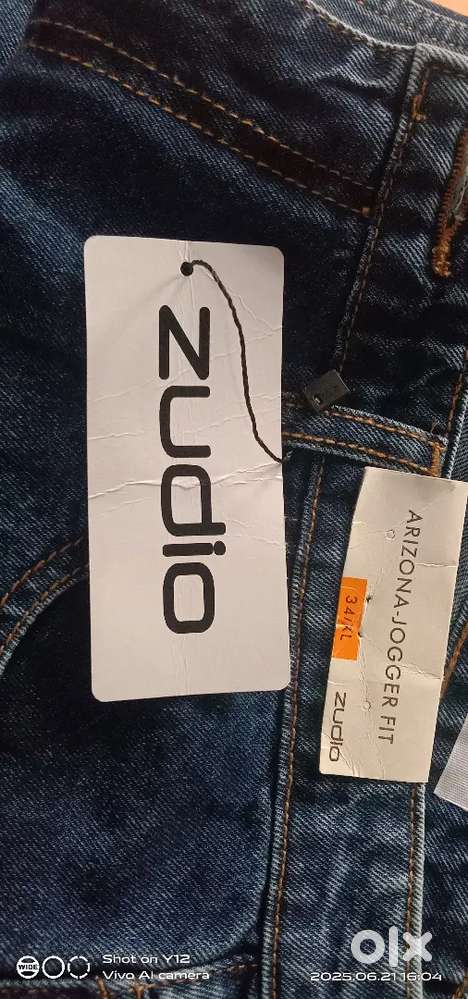 zudio
ARIZONA-JOGGER FIT
34/XL
zudio
WIDE
Shot on Y12
Vivo AI camera
olx
2025.06.21 16:04